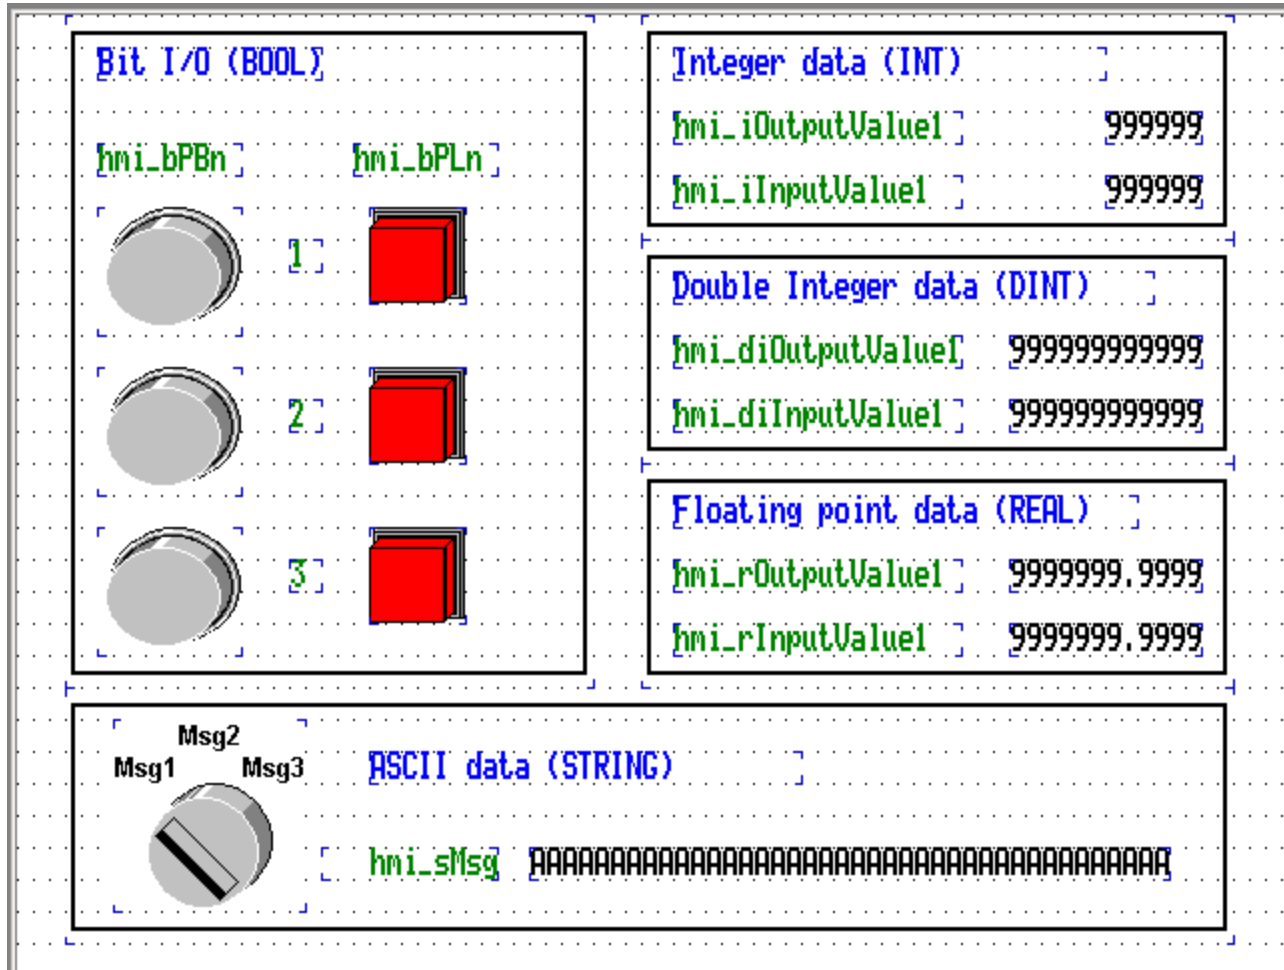 Bit I/O (BOOL)
hmi_bPBn hmi_bPLn
1
2
3
Integer data (INT)
hmi_iOutputValue1 999999
hmi_iInputValue1 999999
Double Integer data (DINT)
hmi_diOutputValue1 999999999999
hmi_diInputValue1 999999999999
Floating point data (REAL)
hmi_rOutputValue1 9999999.9999
hmi_rInputValue1 9999999.9999
Msg2
Msg1 Msg3
ASCII data (STRING)
hmi_sMsg AAAAAAAAAAAAAAAAAAAAAAAAAAAAAAAAAAAAAAAA